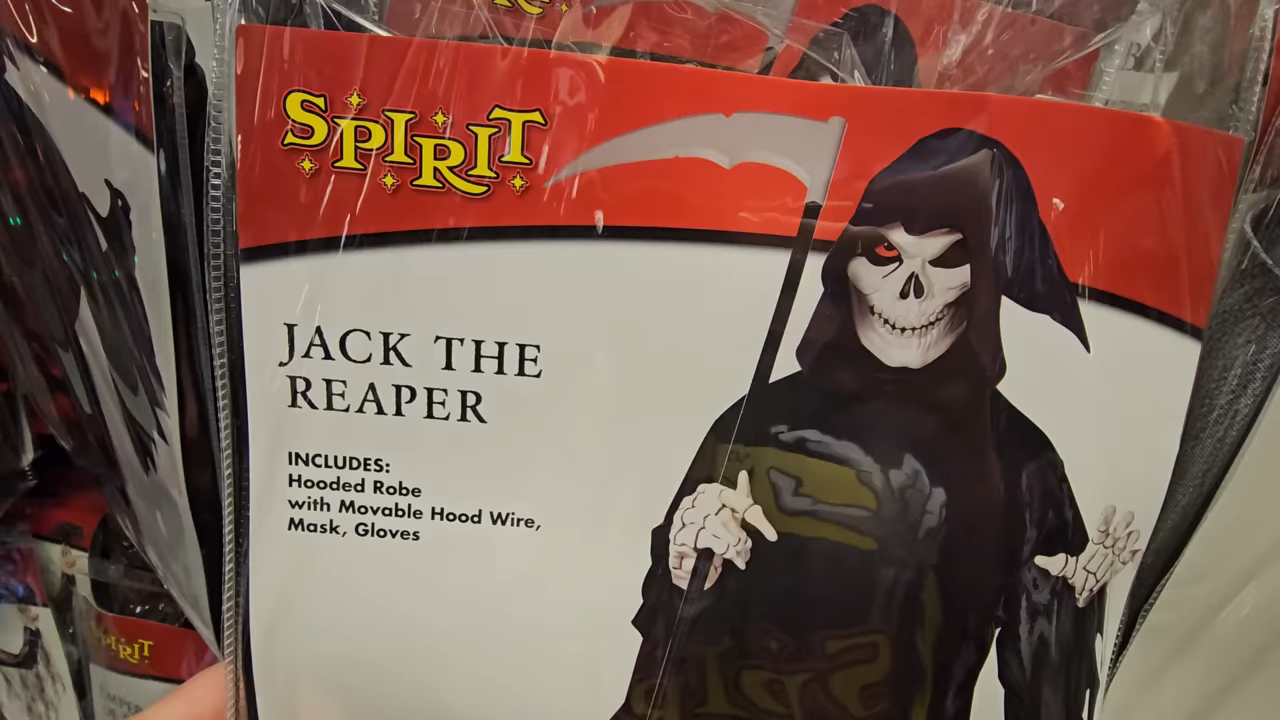 SPIRIT
JACK THE
REAPER
INCLUDES:
Hooded Robe
with Movable Hood Wire,
Mask, Gloves
SPIRIT